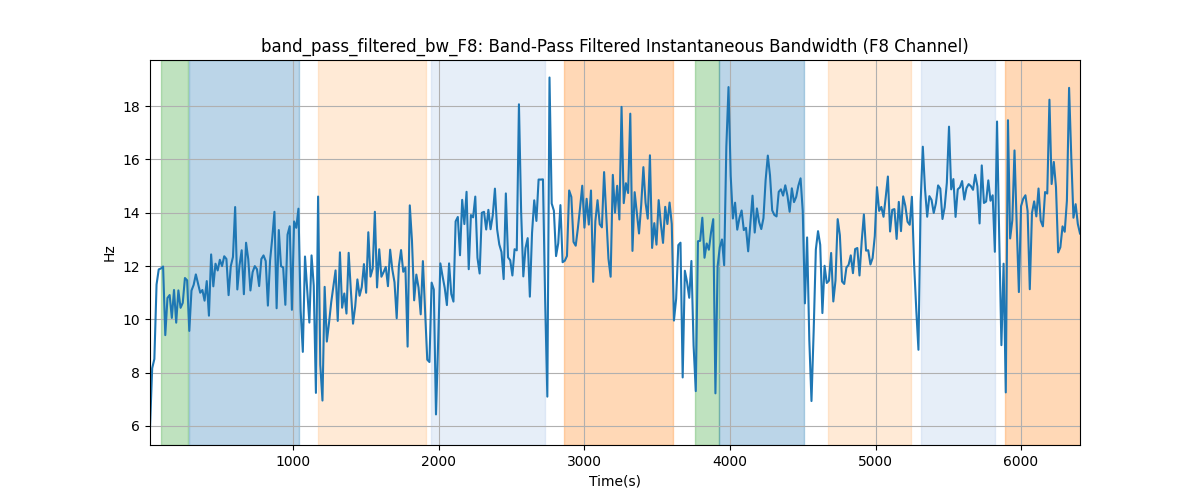 band_pass_filtered_bw_F8: Band-Pass Filtered Instantaneous Bandwidth (F8 Channel)
18
16
14
12
10
8
6
Hz
1000 2000 3000 4000 5000 6000
Time(s)